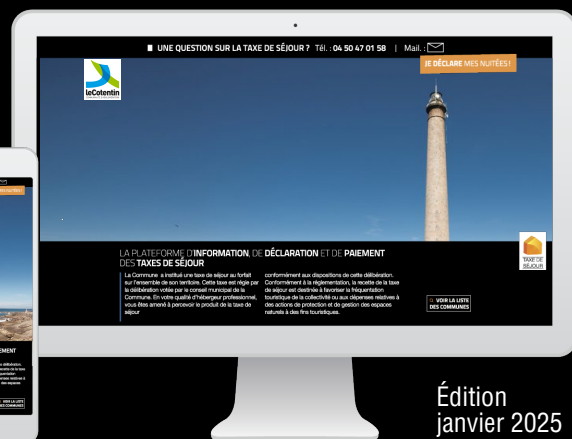 UNE QUESTION SUR LA TAXE DE SÉJOUR ? Tél. : 04 50 47 01 58 | Mail. :
JE DÉCLARE MES NUITÉES !
leCotentin
LA PLATEFORME D'INFORMATION, DE DÉCLARATION ET DE PAIEMENT
DES TAXES DE SÉJOUR
La Commune a institué une taxe de séjour au forfait
sur l'ensemble de son territoire. Cette taxe est régie par
la délibération votée par le conseil municipal de la
Commune. En votre qualité d'hébergeur professionnel,
vous êtes amené à percevoir le produit de la taxe de
séjour
conformément aux dispositions de cette délibération.
Conformément à la réglementation, la recette de la taxe
de séjour est destinée à favoriser la fréquentation
touristique de la collectivité ou aux dépenses relatives à
des actions de protection et de gestion des espaces
naturels à des fins touristiques.
TAXE DE
SÉJOUR
VOIR LA LISTE
DES COMMUNES
Édition
janvier 2025